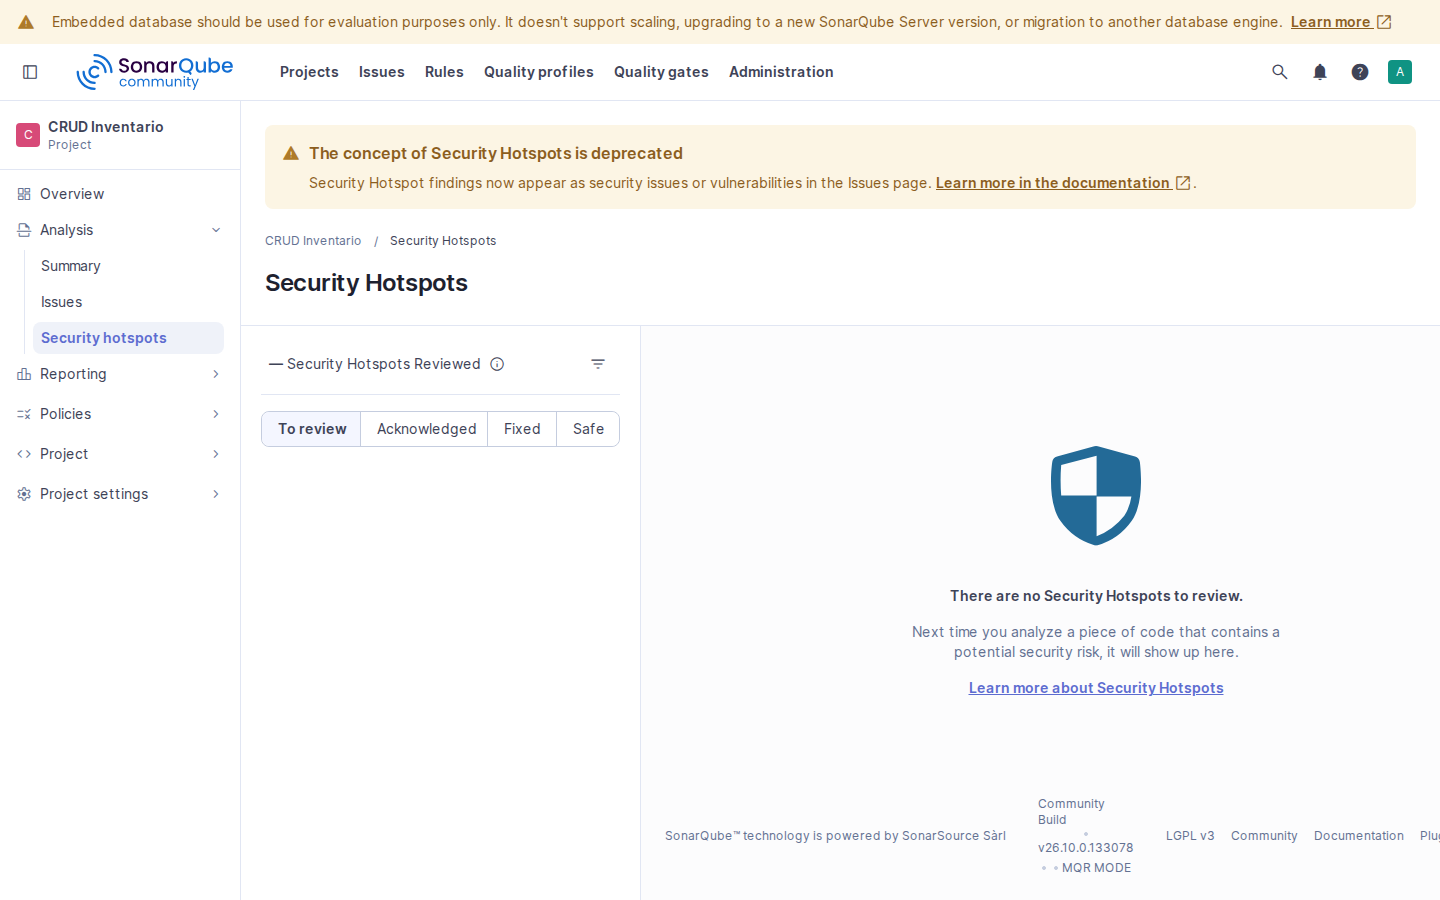 Embedded database should be used for evaluation purposes only. It doesn't support scaling, upgrading to a new SonarQube Server version, or migration to another database engine. Learn more
SonarQube community
Projects Issues Rules Quality profiles Quality gates Administration
A
C
CRUD Inventario
Project
Overview
Analysis
Summary
Issues
Security hotspots
Reporting
Policies
Project
Project settings
The concept of Security Hotspots is deprecated
Security Hotspot findings now appear as security issues or vulnerabilities in the Issues page. Learn more in the documentation .
CRUD Inventario / Security Hotspots
Security Hotspots
— Security Hotspots Reviewed
To review Acknowledged Fixed Safe
There are no Security Hotspots to review.
Next time you analyze a piece of code that contains a
potential security risk, it will show up here.
Learn more about Security Hotspots
SonarQube™ technology is powered by SonarSource Sàrl
Community
Build
•
v26.10.0.133078
• • MQR MODE
LGPL v3 Community Documentation Plug